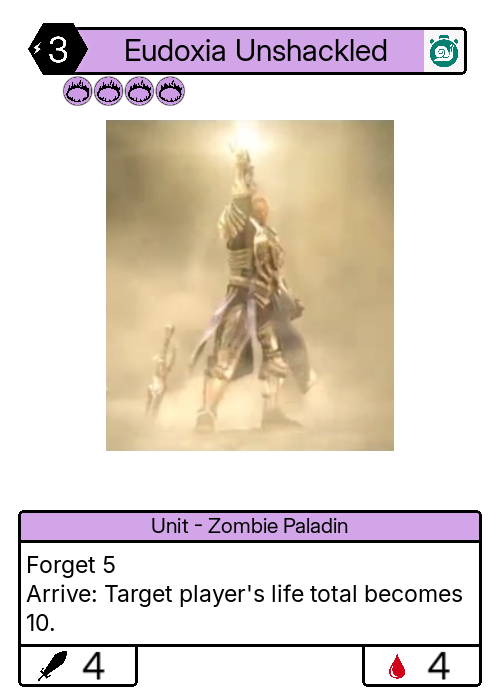 3
Eudoxia Unshackled
Unit - Zombie Paladin
Forget 5
Arrive: Target player's life total becomes
10.
4
4